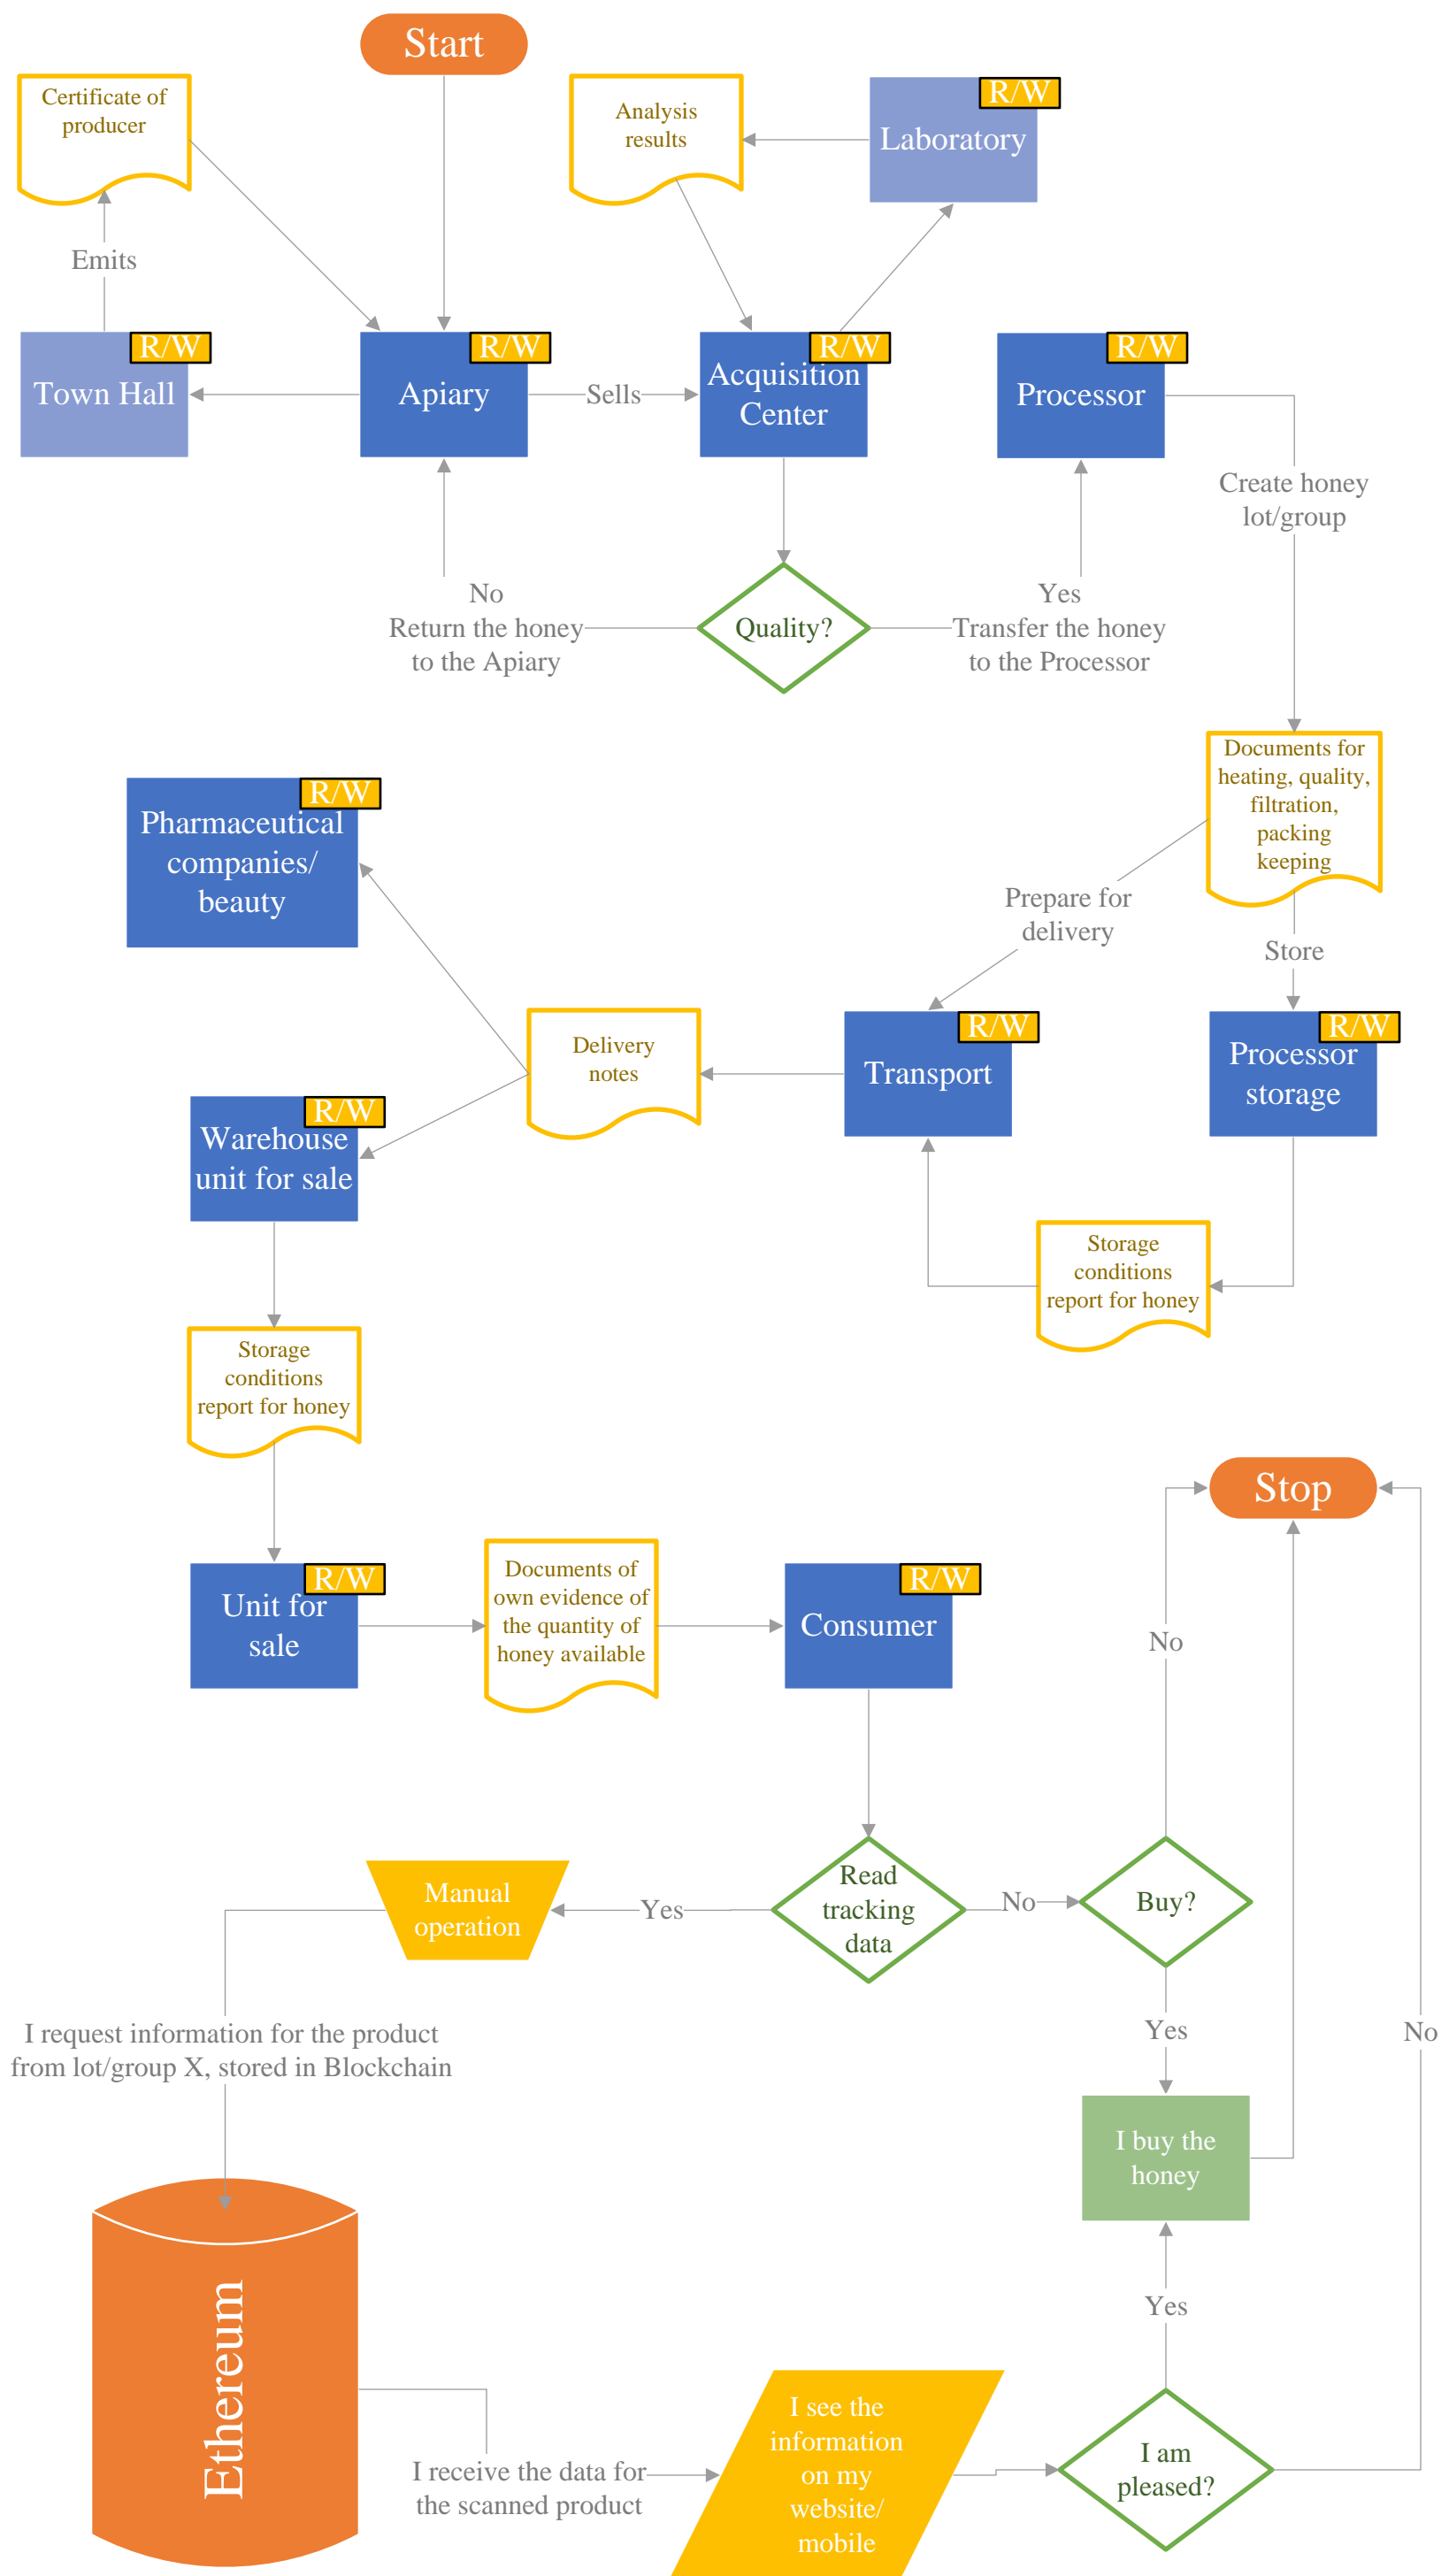 Start
Certificate of
producer
Analysis
results
R/W
Laboratory
Emits
R/W
Town Hall
R/W
Apiary
Sells
R/W
Acquisition
Center
R/W
Processor
Create honey
lot/group
No
Return the honey
to the Apiary
Quality?
Yes
Transfer the honey
to the Processor
Documents for
heating, quality,
filtration,
packing
keeping
R/W
Pharmaceutical
companies/
beauty
Prepare for
delivery
Store
Delivery
notes
R/W
Transport
R/W
Processor
storage
R/W
Warehouse
unit for sale
Storage
conditions
report for honey
Storage
conditions
report for honey
Stop
R/W
Unit for
sale
Documents of
own evidence of
the quantity of
honey available
R/W
Consumer
No
Manual
operation
Yes
Read
tracking
data
No
Buy?
I request information for the product
from lot/group X, stored in Blockchain
Yes
No
I buy the
honey
Ethereum
Yes
I receive the data for
the scanned product
I see the
information
on my
website/
mobile
I am
pleased?